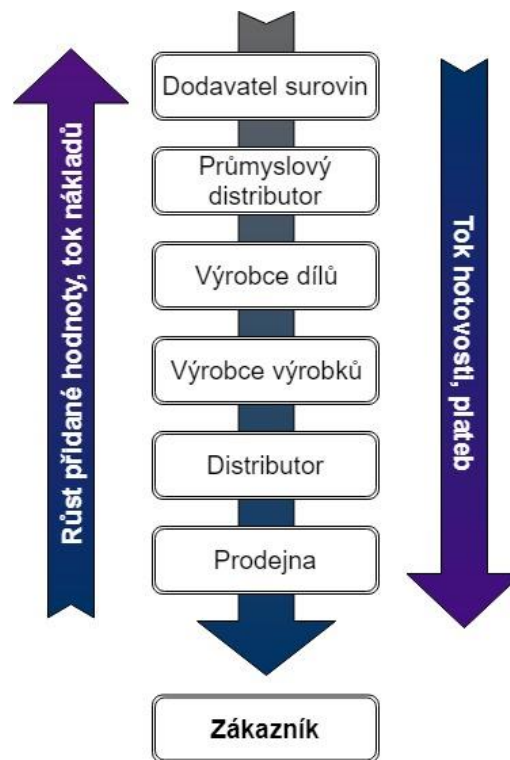 Dodavatel surovin
Průmyslový
distributor
Výrobce dílů
Výrobce výrobků
Distributor
Prodejna
Zákazník
Růst přidané hodnoty, tok nákladů
Tok hotovosti, plateb